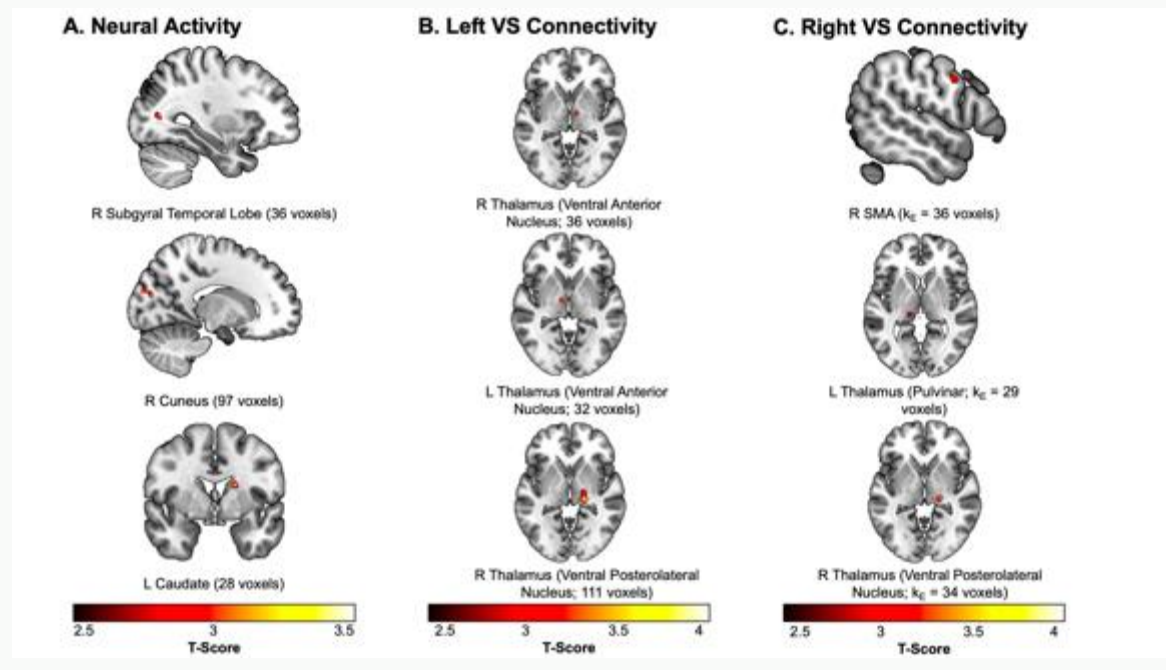 A. Neural Activity
R Subgyral Temporal Lobe (36 voxels)
R Cuneus (97 voxels)
L Caudate (28 voxels)
2.5 3 3.5
T-Score
B. Left VS Connectivity
R Thalamus (Ventral Anterior
Nucleus; 36 voxels)
L Thalamus (Ventral Anterior
Nucleus; 32 voxels)
R Thalamus (Ventral Posterolateral
Nucleus; 111 voxels)
2.5 3 3.5 4
T-Score
C. Right VS Connectivity
R SMA (kE = 36 voxels)
L Thalamus (Pulvinar; kE = 29
voxels)
R Thalamus (Ventral Posterolateral
Nucleus; kE = 34 voxels)
2.5 3 3.5 4
T-Score